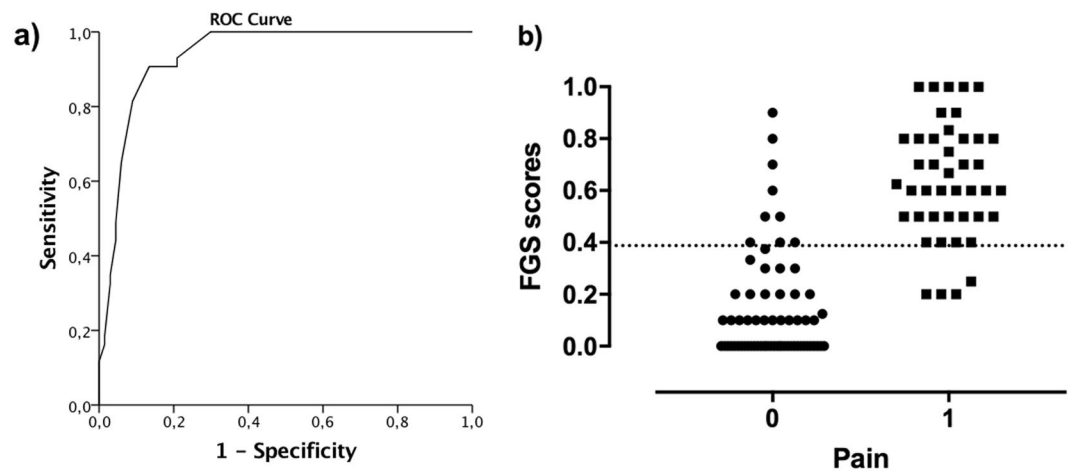 a)
ROC Curve
1,0
0,8
0,6
0,4
0,2
0,0
0,0 0,2 0,4 0,6 0,8 1,0
Sensitivity
1 – Specificity
b)
1.0
0.8
0.6
0.4
0.2
0.0
FGS scores
0 1
Pain